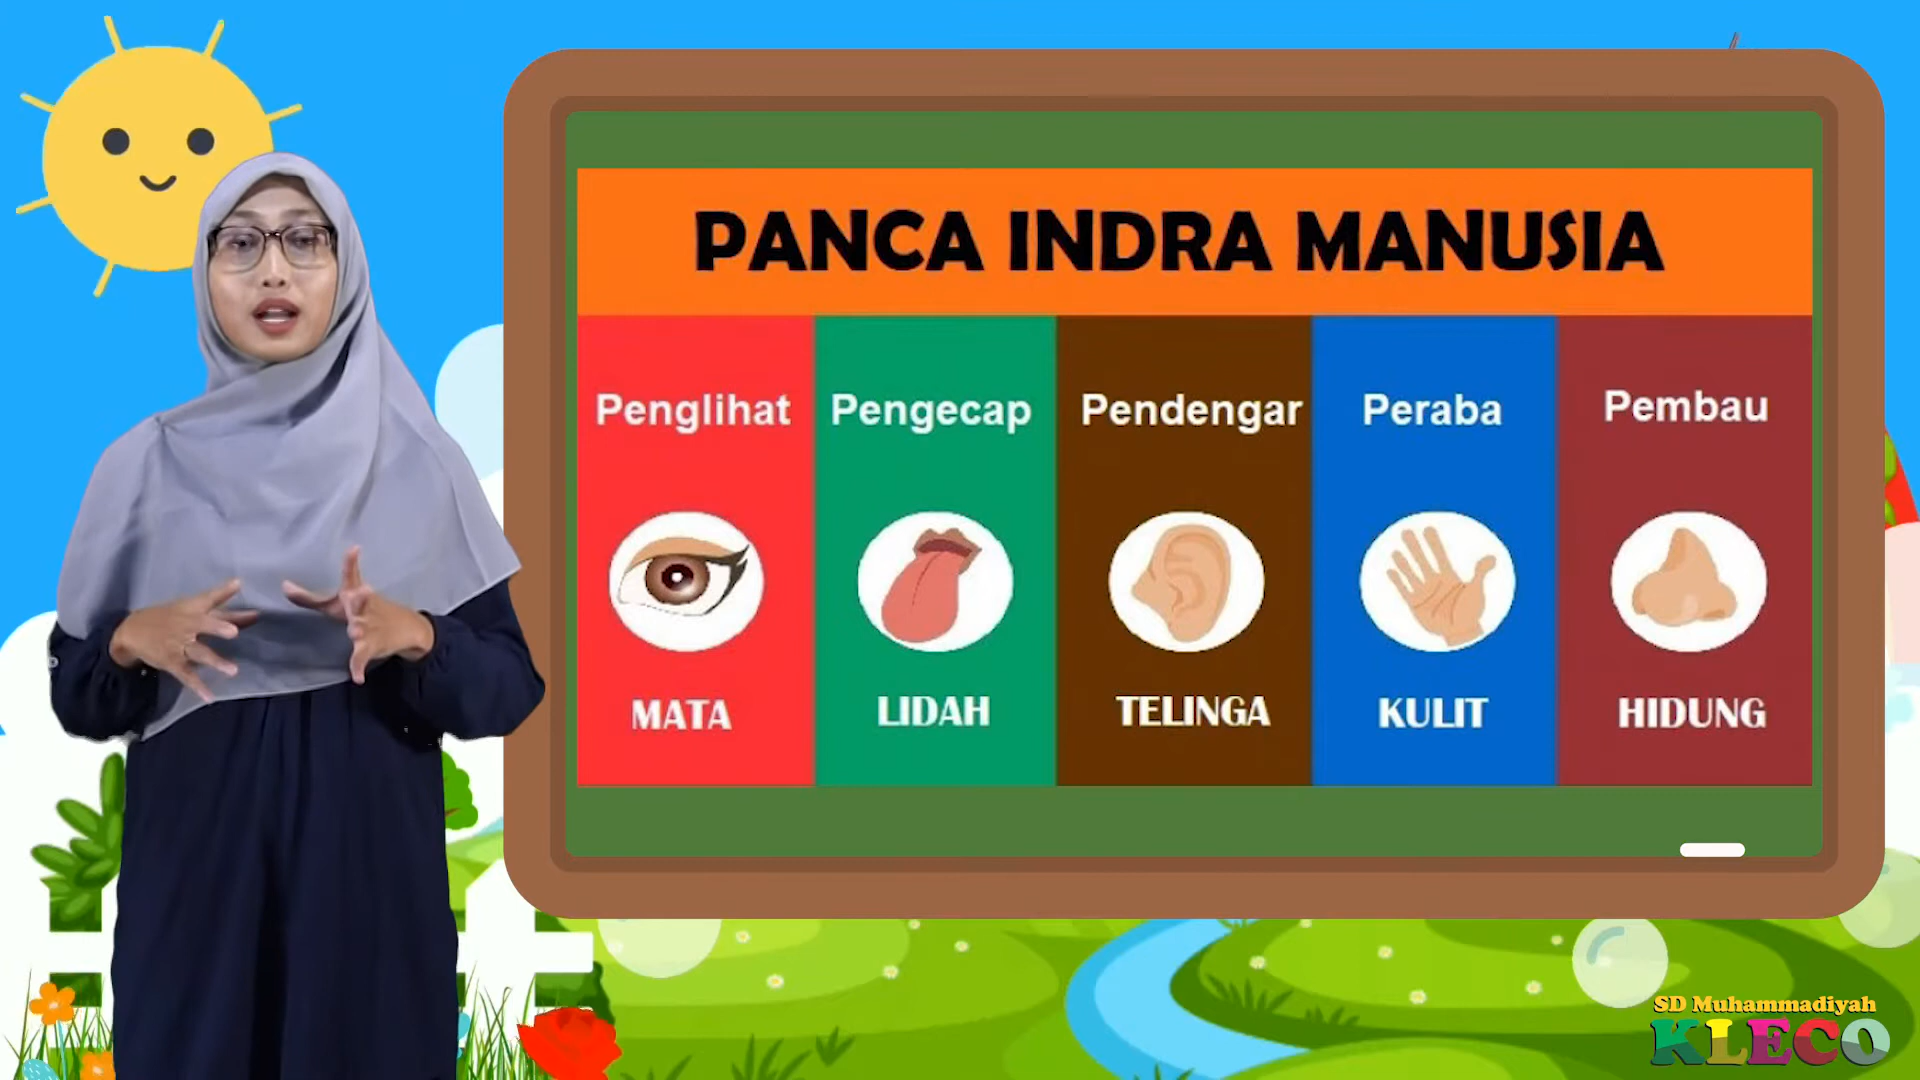 PANCA INDRA MANUSIA
Penglihat
MATA
Pengecap
LIDAH
Pendengar
TELINGA
Peraba
KULIT
Pembau
HIDUNG
SD Muhammadiyah
KLECO